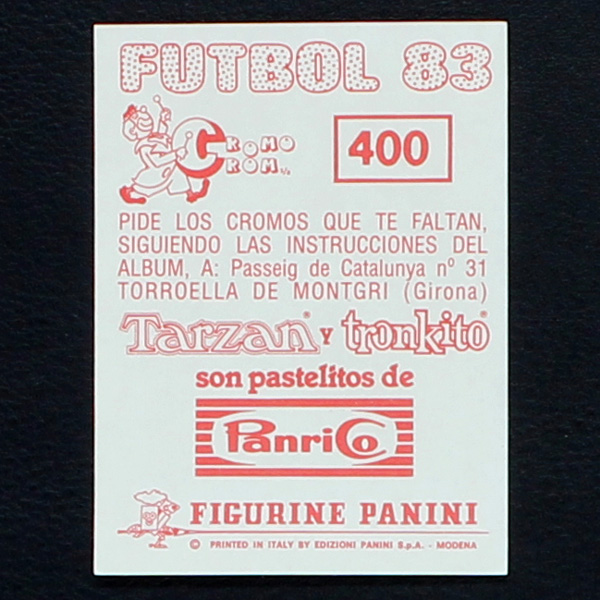 FUTBOL 83
CROMO
CROM
400
PIDE LOS CROMOS QUE TE FALTAN,
SIGUIENDO LAS INSTRUCCIONES DEL
ALBUM, A: Passeig de Catalunya nº 31
TORROELLA DE MONTGRI (Girona)
Tarzan® Y tronkito®
son pastelitos de
PanriCo
FIGURINE PANINI
© PRINTED IN ITALY BY EDIZIONI PANINI S.p.A. - MODENA